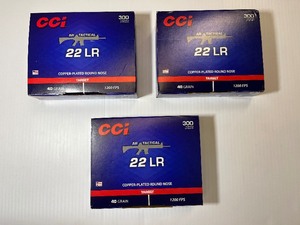 CCI
300
AR TACTICAL
22 LR
COPPER-PLATED ROUND NOSE
TARGET
40 GRAIN
1200 FPS
CCI
300
AR TACTICAL
22 LR
COPPER-PLATED ROUND NOSE
TARGET
40 GRAIN
1200 FPS
CCI
300
AR TACTICAL
22 LR
COPPER-PLATED ROUND NOSE
TARGET
40 GRAIN
1200 FPS